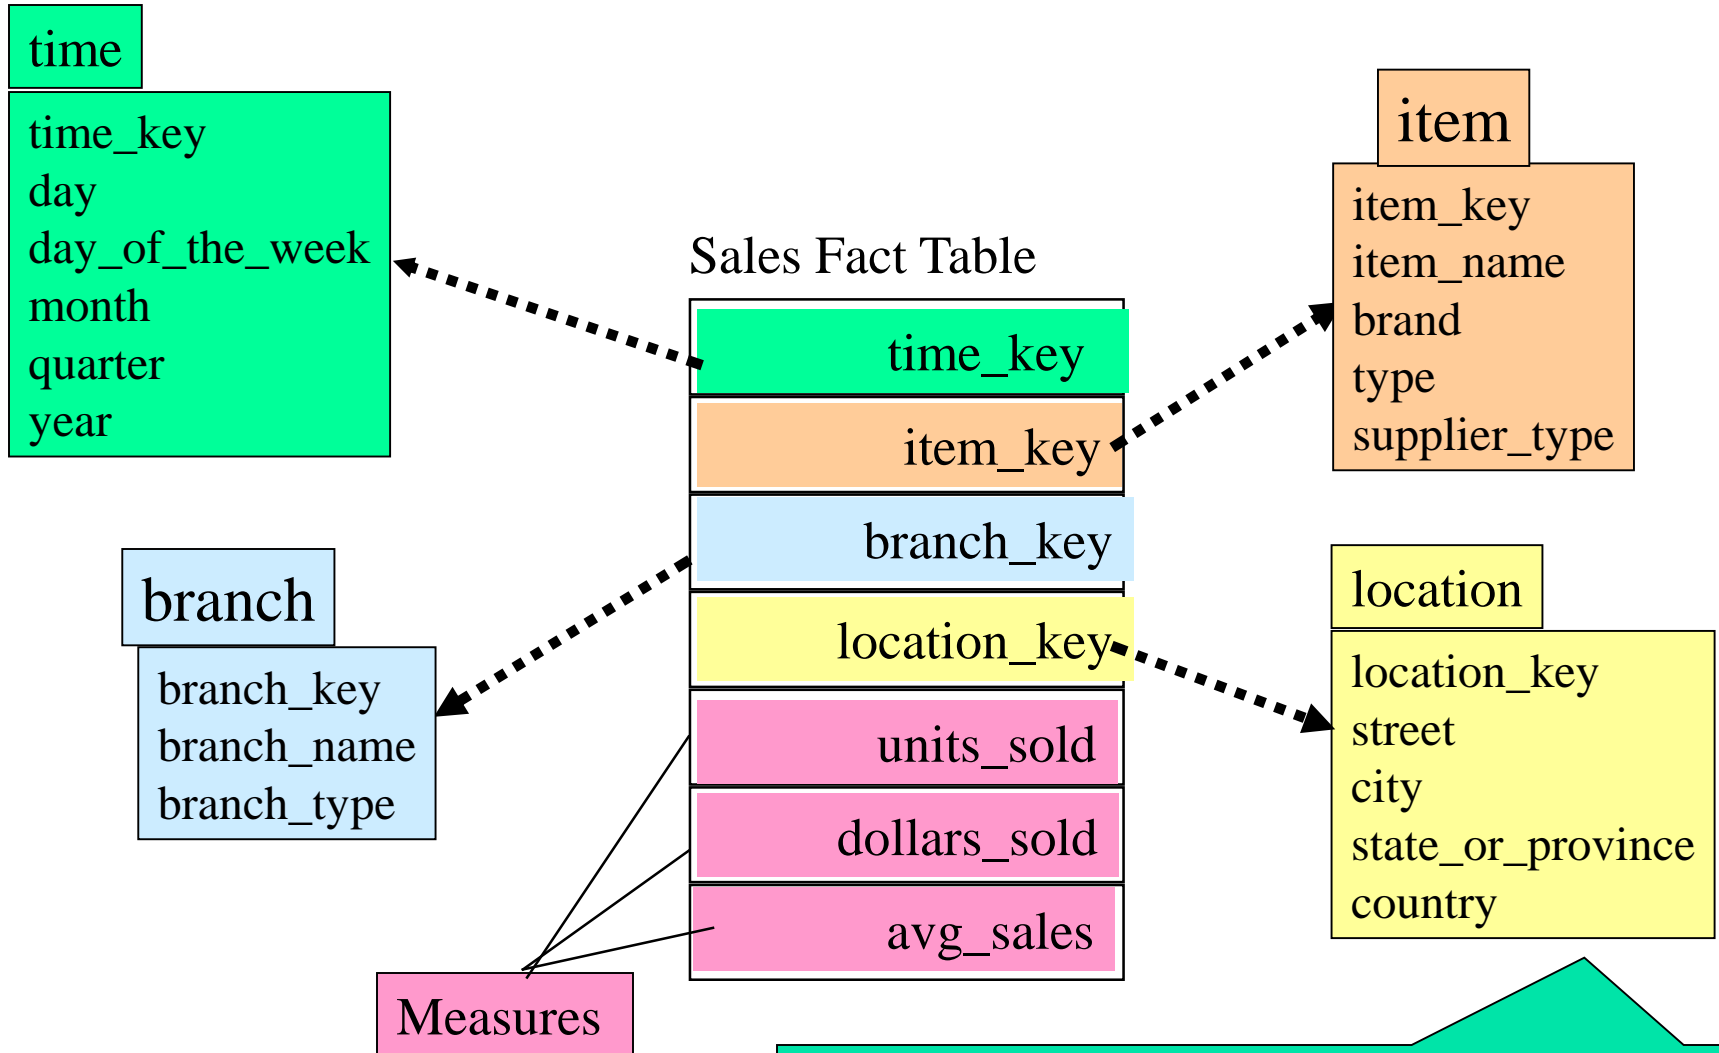 time
time_key
day
day_of_the_week
month
quarter
year
item
item_key
item_name
brand
type
supplier_type
Sales Fact Table
time_key
item_key
branch_key
location_key
units_sold
dollars_sold
avg_sales
branch
branch_key
branch_name
branch_type
location
location_key
street
city
state_or_province
country
Measures